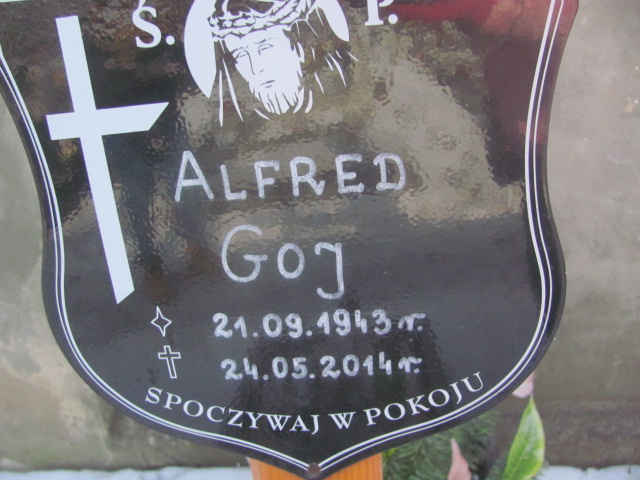 Ś. P.
ALFRED
GOJ
21.09.1943 r.
24.05.2014 r.
SPOCZYWAJ W POKOJU